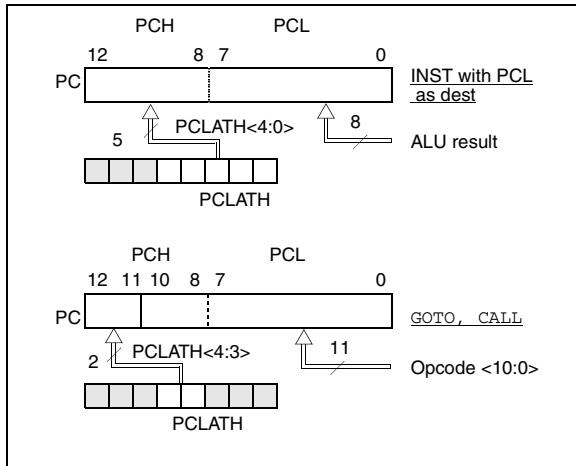 PCH PCL
12 8 7 0
PC
INST with PCL
as dest
PCLATH<4:0>
5
8
ALU result
PCLATH
PCH PCL
12 11 10 8 7 0
PC
GOTO, CALL
2
PCLATH<4:3>
11
Opcode <10:0>
PCLATH